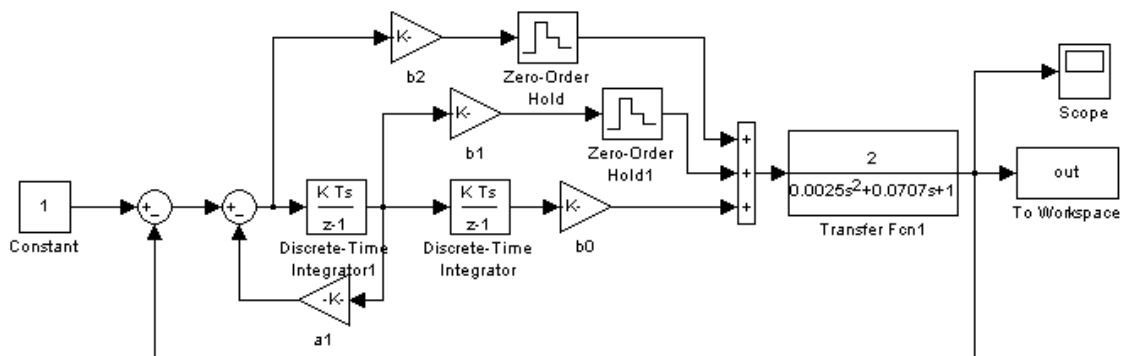 K-
b2
Zero-Order
Hold
K-
b1
Zero-Order
Hold1
Scope
1
Constant
+
_
+
_
K Ts
z-1
Discrete-Time
Integrator1
K Ts
z-1
Discrete-Time
Integrator
K-
b0
-K-
a1
+
+
+
2
0.0025s2+0.0707s+1
Transfer Fcn1
out
To Workspace